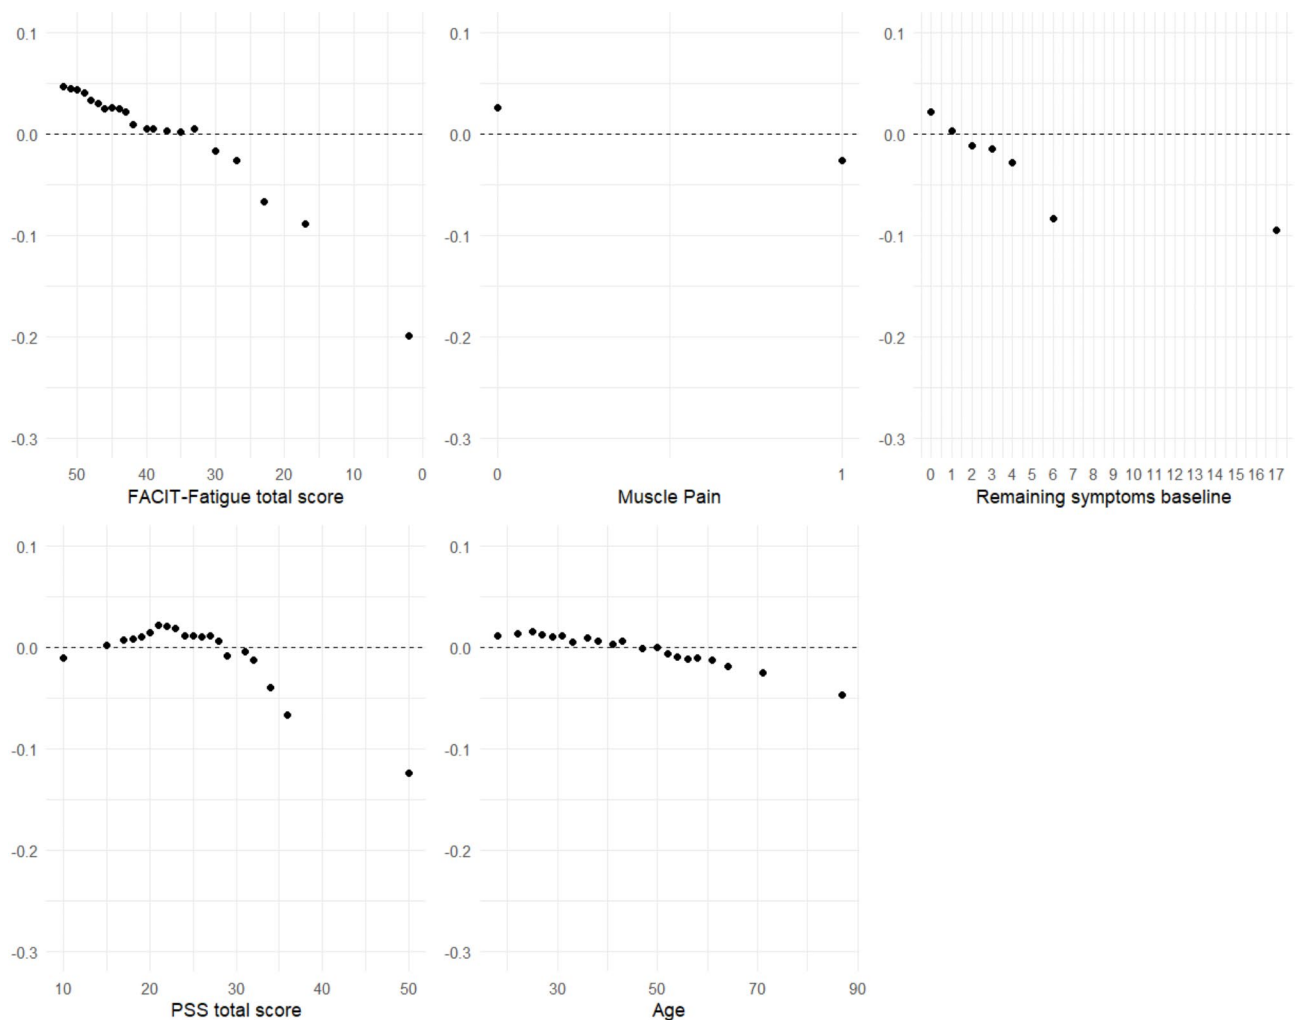 0.1
0.0
-0.1
-0.2
-0.3
50 40 30 20 10 0
FACIT-Fatigue total score
0.1
0.0
-0.1
-0.2
-0.3
0 1
Muscle Pain
0.1
0.0
-0.1
-0.2
-0.3
0 1 2 3 4 5 6 7 8 9 10 11 12 13 14 15 16 17
Remaining symptoms baseline
0.1
0.0
-0.1
-0.2
-0.3
10 20 30 40 50
PSS total score
0.1
0.0
-0.1
-0.2
-0.3
30 50 70 90
Age